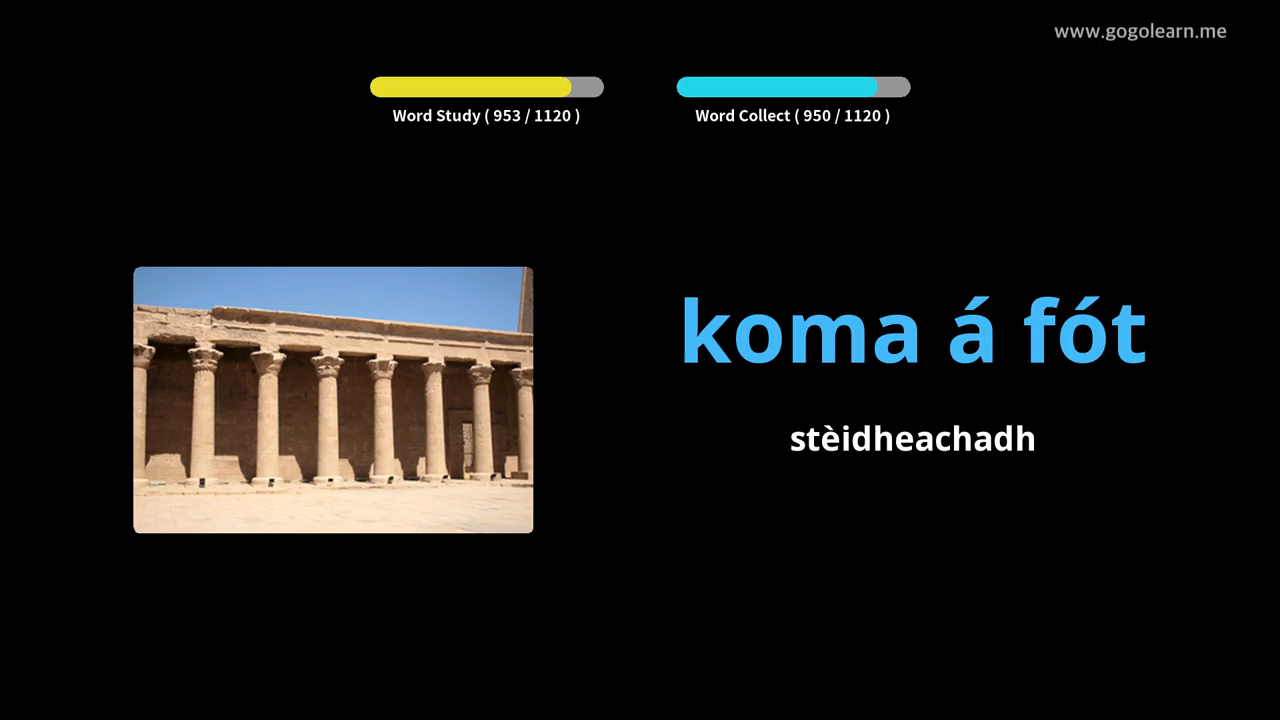 www.gogolearn.me
Word Study ( 953 / 1120 )
Word Collect ( 950 / 1120 )
koma á fót
stèidheachadh